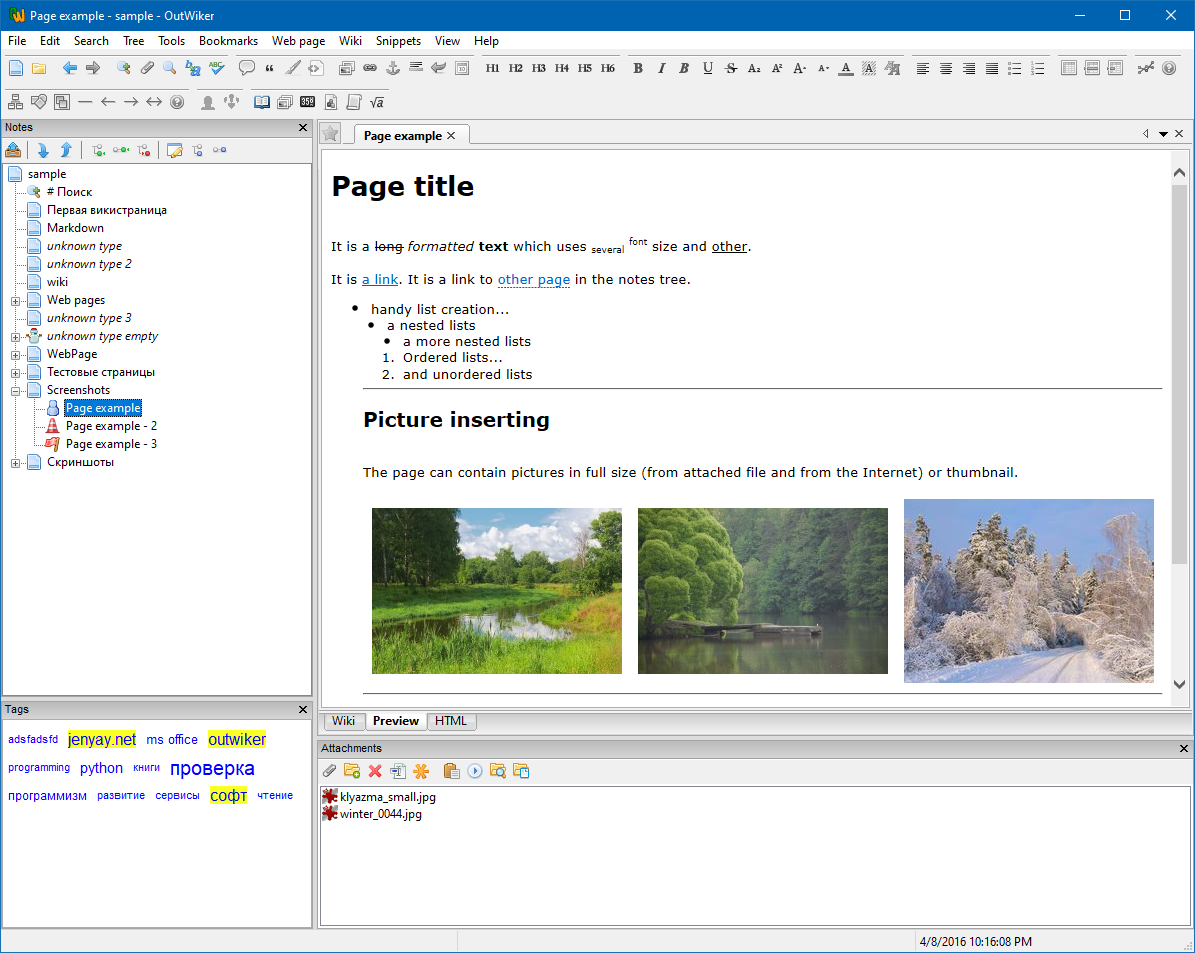 Page example - sample - OutWiker
File Edit Search Tree Tools Bookmarks Web page Wiki Snippets View Help
H1 H2 H3 H4 H5 H6 B I B U S A₂ A² A A A
Notes
sample
# Поиск
Первая викистраница
Markdown
unknown type
unknown type 2
wiki
Web pages
unknown type 3
unknown type empty
WebPage
Тестовые страницы
Screenshots
Page example
Page example - 2
Page example - 3
Скриншоты
Tags
adsfadsfd jenyay.net ms office outwiker
programming python книги проверка
программизм развитие сервисы софт чтение
Page example
Page title
It is a long formatted text which uses several font size and other.
It is a link. It is a link to other page in the notes tree.
handy list creation...
a nested lists
a more nested lists
1. Ordered lists...
2. and unordered lists
Picture inserting
The page can contain pictures in full size (from attached file and from the Internet) or thumbnail.
Wiki Preview HTML
Attachments
klyazma_small.jpg
winter_0044.jpg
4/8/2016 10:16:08 PM